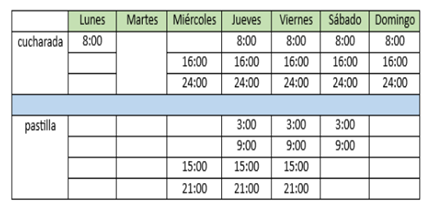 Lunes Martes Miércoles Jueves Viernes Sábado Domingo
cucharada 8:00 8:00 8:00 8:00 8:00
16:00 16:00 16:00 16:00 16:00
24:00 24:00 24:00 24:00 24:00
pastilla 3:00 3:00 3:00
9:00 9:00 9:00
15:00 15:00 15:00
21:00 21:00 21:00